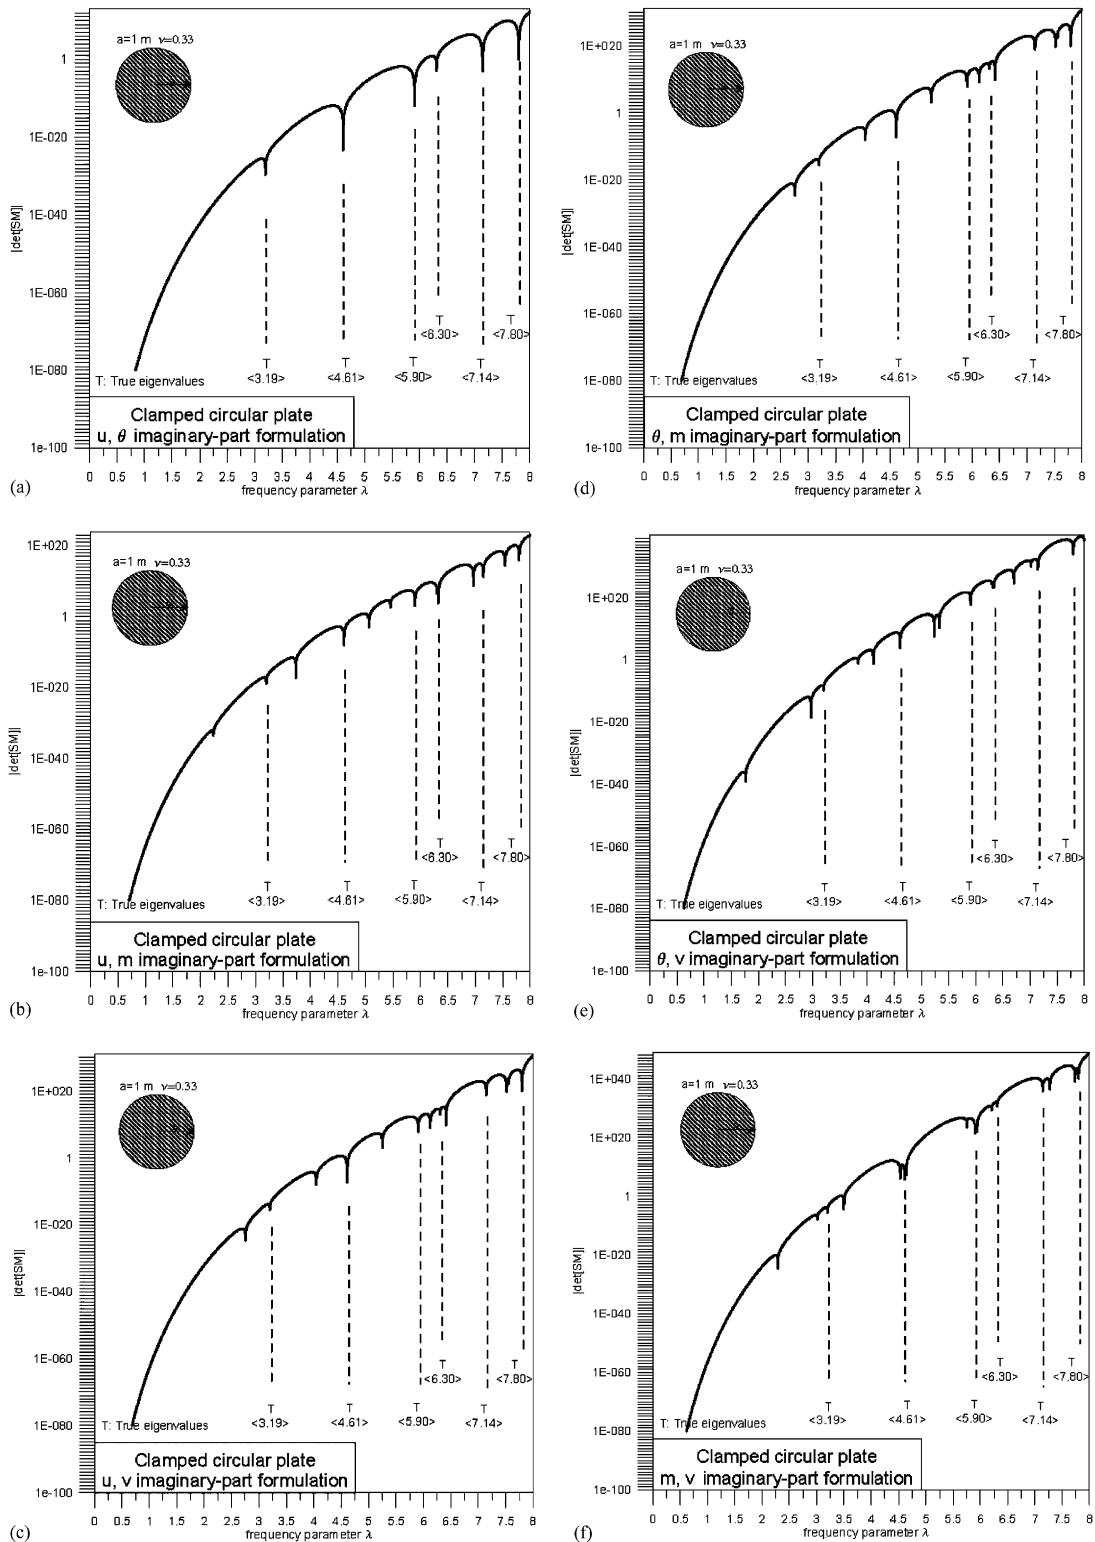 a=1 m ν=0.33
1
1E-020
1E-040
1E-060
1E-080
1e-100
|det[SM]|
T
<6.30>
T
<7.80>
T
<3.19>
T
<4.61>
T
<5.90>
T
<7.14>
T: True eigenvalues
Clamped circular plate
u, θ imaginary-part formulation
0 0.5 1 1.5 2 2.5 3 3.5 4 4.5 5 5.5 6 6.5 7 7.5 8
frequency parameter λ
(a)
a=1 m ν=0.33
1E+020
1
1E-020
1E-040
1E-060
1E-080
1e-100
|det[SM]|
T
<6.30>
T
<7.80>
T
<3.19>
T
<4.61>
T
<5.90>
T
<7.14>
T: True eigenvalues
Clamped circular plate
θ, m imaginary-part formulation
0 0.5 1 1.5 2 2.5 3 3.5 4 4.5 5 5.5 6 6.5 7 7.5 8
frequency parameter λ
(d)
a=1 m ν=0.33
1E+020
1
1E-020
1E-040
1E-060
1E-080
1e-100
|det[SM]|
T
<6.30>
T
<7.80>
T
<3.19>
T
<4.61>
T
<5.90>
T
<7.14>
T: True eigenvalues
Clamped circular plate
u, m imaginary-part formulation
0 0.5 1 1.5 2 2.5 3 3.5 4 4.5 5 5.5 6 6.5 7 7.5 8
frequency parameter λ
(b)
a=1 m ν=0.33
1E+020
1
1E-020
1E-040
1E-060
1E-080
1e-100
|det[SM]|
T
<6.30>
T
<7.80>
T
<3.19>
T
<4.61>
T
<5.90>
T
<7.14>
T: True eigenvalues
Clamped circular plate
θ, v imaginary-part formulation
0 0.5 1 1.5 2 2.5 3 3.5 4 4.5 5 5.5 6 6.5 7 7.5 8
frequency parameter λ
(e)
a=1 m ν=0.33
1E+020
1
1E-020
1E-040
1E-060
1E-080
1e-100
|det[SM]|
T
<6.30>
T
<7.80>
T
<3.19>
T
<4.61>
T
<5.90>
T
<7.14>
T: True eigenvalues
Clamped circular plate
u, v imaginary-part formulation
0 0.5 1 1.5 2 2.5 3 3.5 4 4.5 5 5.5 6 6.5 7 7.5 8
frequency parameter λ
(c)
a=1 m ν=0.33
1E+040
1E+020
1
1E-020
1E-040
1E-060
1E-080
1e-100
|det[SM]|
T
<6.30>
T
<7.80>
T
<3.19>
T
<4.61>
T
<5.90>
T
<7.14>
T: True eigenvalues
Clamped circular plate
m, v imaginary-part formulation
0 0.5 1 1.5 2 2.5 3 3.5 4 4.5 5 5.5 6 6.5 7 7.5 8
frequency parameter λ
(f)